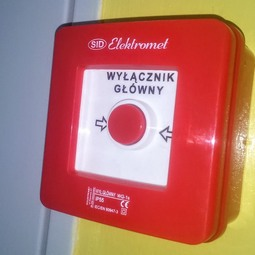 SID Elektromet
WYŁĄCZNIK
GŁÓWNY
IP55